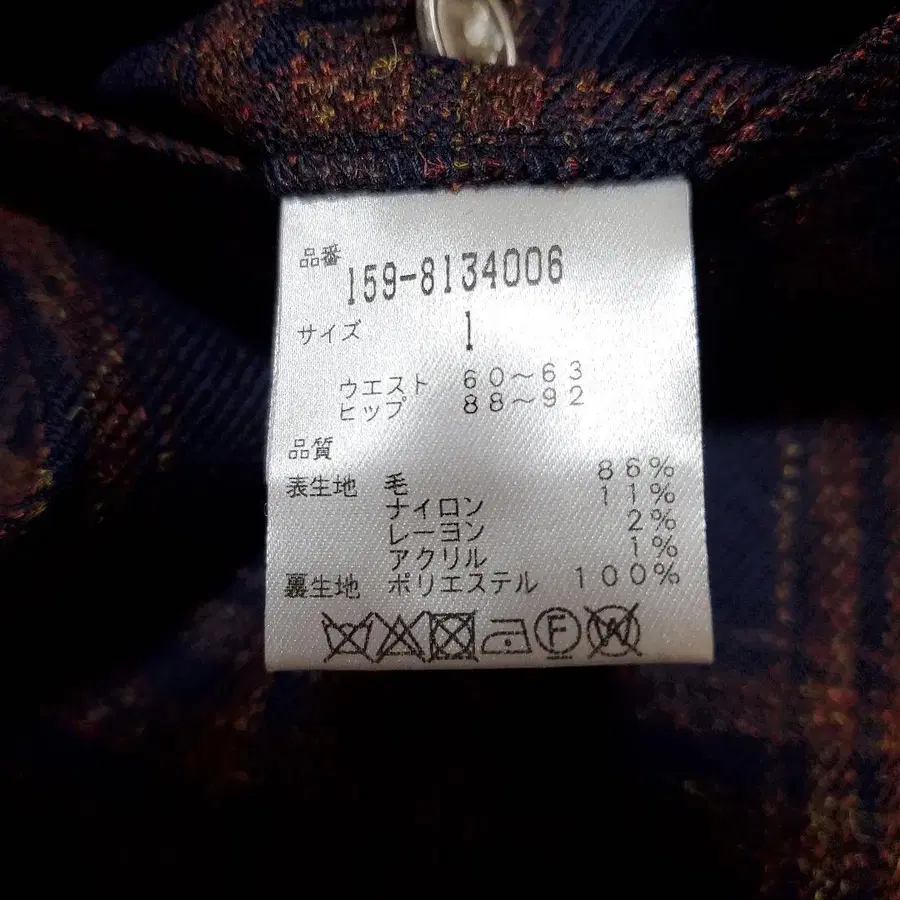 品番
159-8134006
サイズ 1
ウエスト 60〜63
ヒップ 88〜92
品質
表生地 毛 86%
ナイロン 11%
レーヨン 2%
アクリル 1%
裏生地 ポリエステル 100%
F W